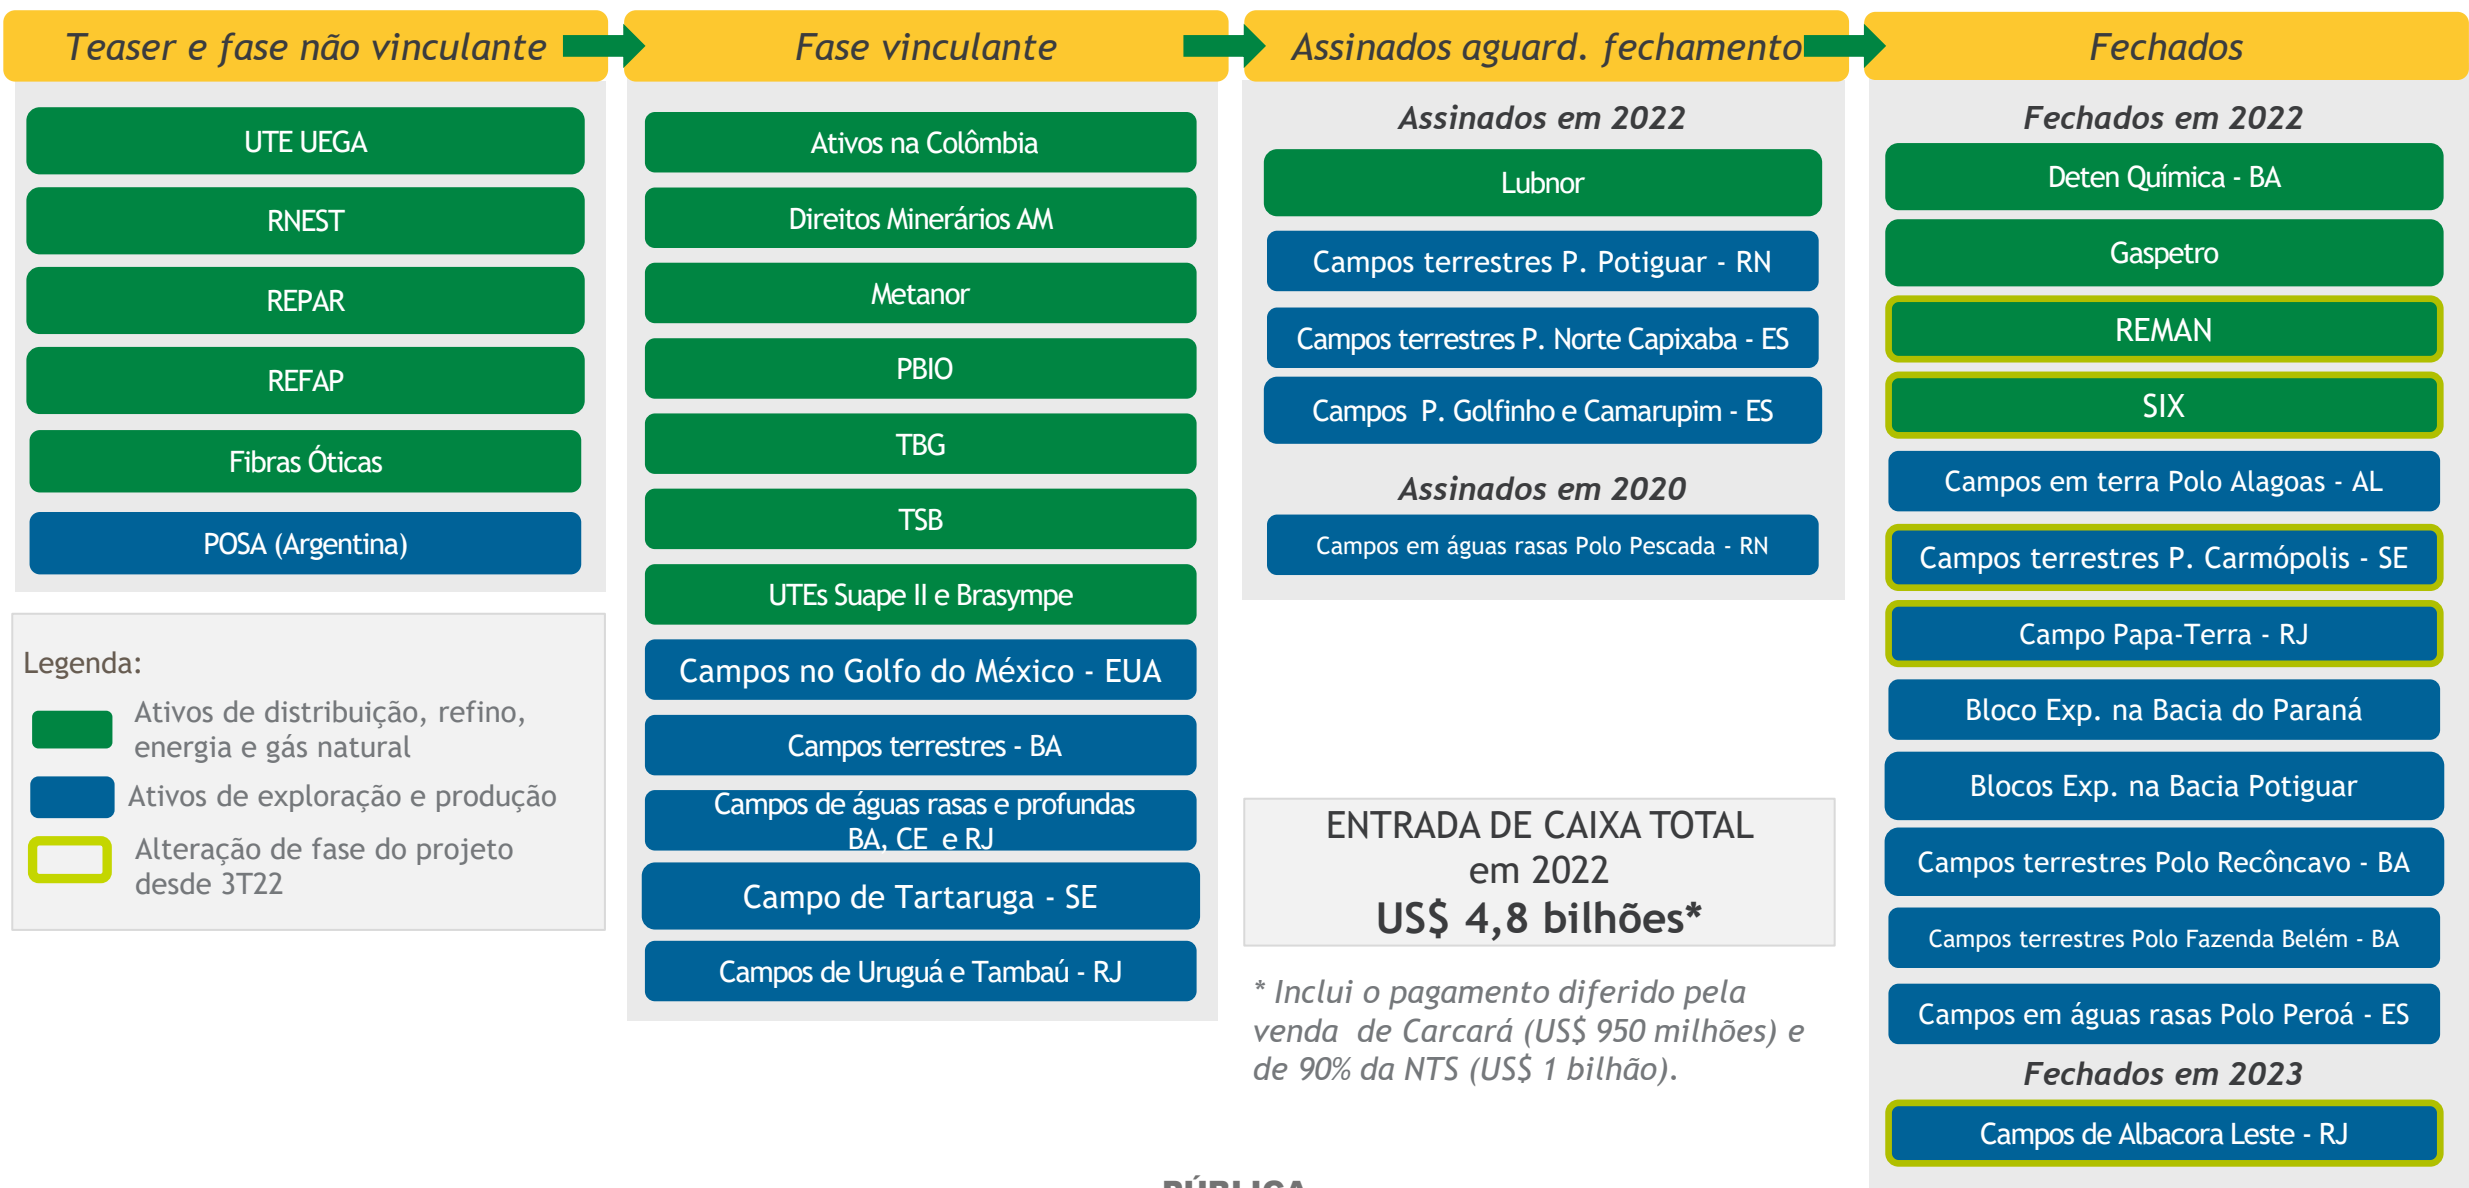 Teaser e fase não vinculante
UTE UEGA
RNEST
REPAR
REFAP
Fibras Óticas
POSA (Argentina)
Legenda:
Ativos de distribuição, refino,
energia e gás natural
Ativos de exploração e produção
Alteração de fase do projeto
desde 3T22
Fase vinculante
Ativos na Colômbia
Direitos Minerários AM
Metanor
PBIO
TBG
TSB
UTEs Suape II e Brasympe
Campos no Golfo do México - EUA
Campos terrestres - BA
Campos de águas rasas e profundas
BA, CE e RJ
Campo de Tartaruga - SE
Campos de Uruguá e Tambaú - RJ
Assinados aguard. fechamento
Assinados em 2022
Lubnor
Campos terrestres P. Potiguar - RN
Campos terrestres P. Norte Capixaba - ES
Campos P. Golfinho e Camarupim - ES
Assinados em 2020
Campos em águas rasas Polo Pescada - RN
ENTRADA DE CAIXA TOTAL
em 2022
US$ 4,8 bilhões*
* Inclui o pagamento diferido pela
venda de Carcará (US$ 950 milhões) e
de 90% da NTS (US$ 1 bilhão).
Fechados
Fechados em 2022
Deten Química - BA
Gaspetro
REMAN
SIX
Campos em terra Polo Alagoas - AL
Campos terrestres P. Carmópolis - SE
Campo Papa-Terra - RJ
Bloco Exp. na Bacia do Paraná
Blocos Exp. na Bacia Potiguar
Campos terrestres Polo Recôncavo - BA
Campos terrestres Polo Fazenda Belém - BA
Campos em águas rasas Polo Peroá - ES
Fechados em 2023
Campos de Albacora Leste - RJ
PÚBLICA